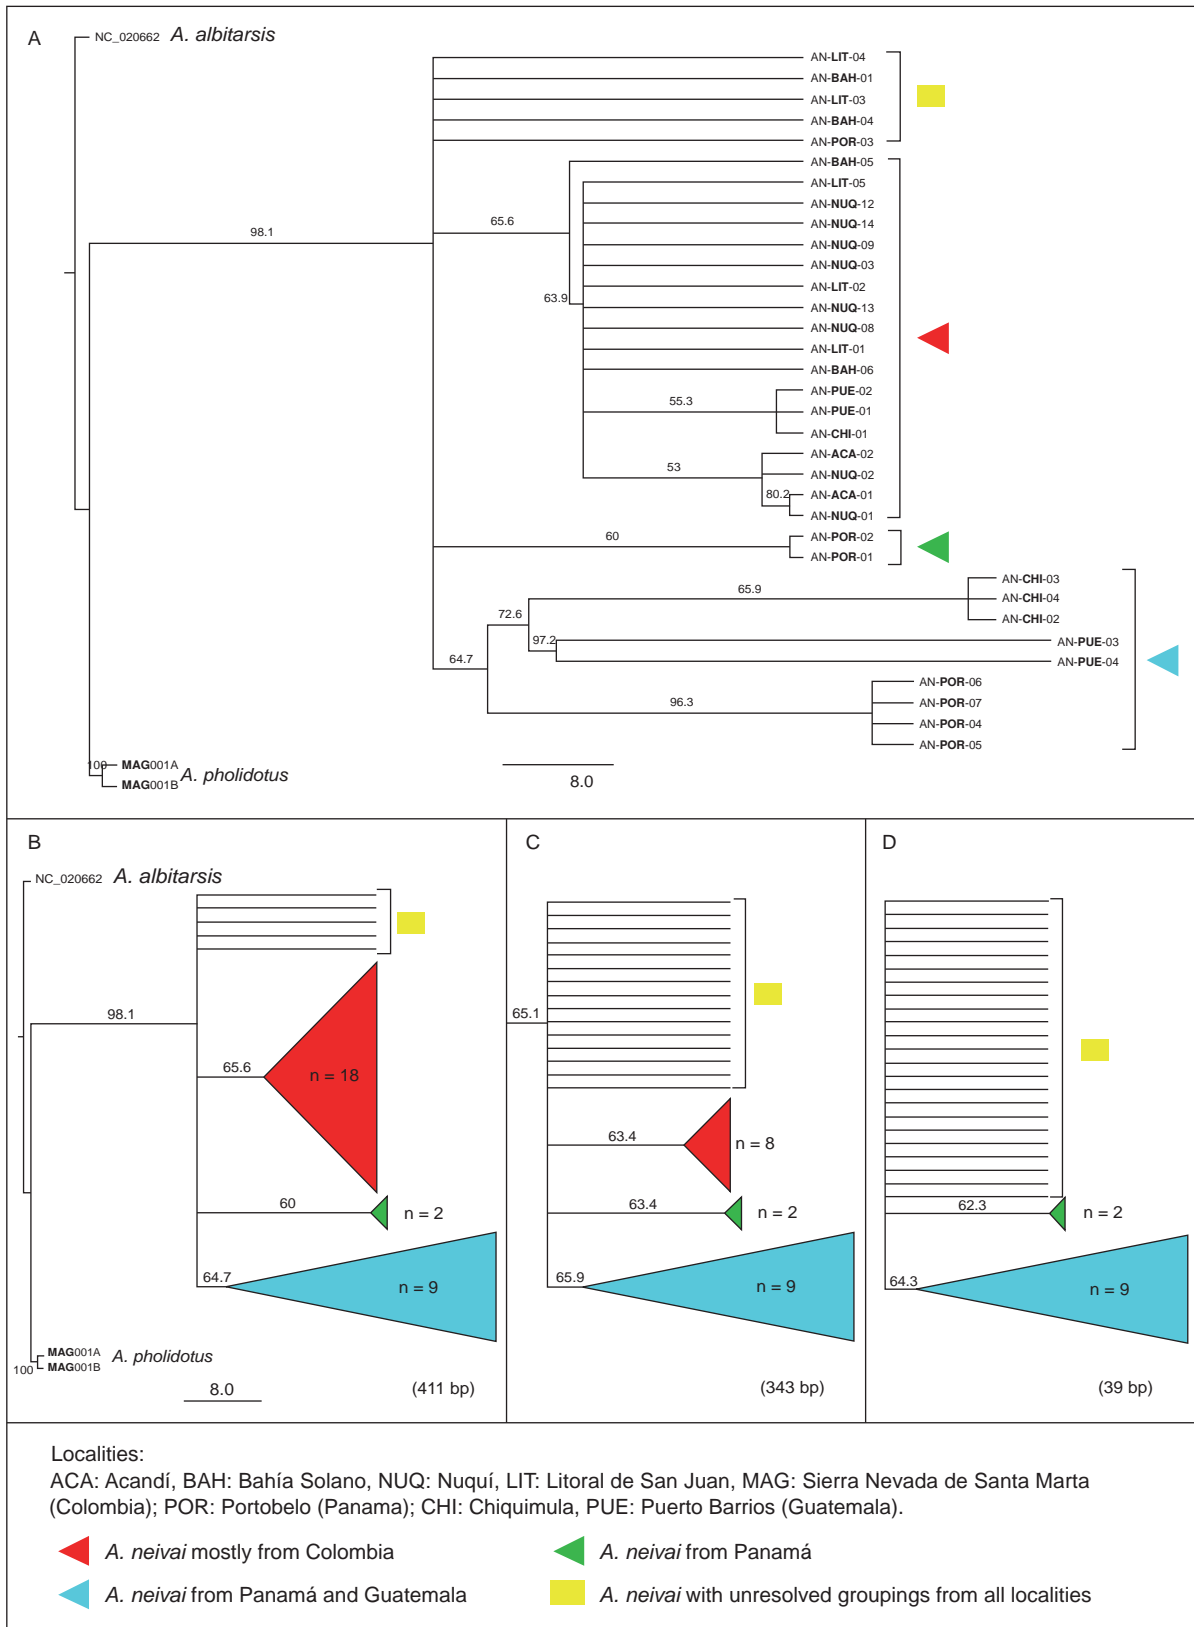 A
NC_020662 A. albitarsis
AN-LIT-04
AN-BAH-01
AN-LIT-03
AN-BAH-04
AN-POR-03
AN-BAH-05
AN-LIT-05
65.6
AN-NUQ-12
AN-NUQ-14
98.1
AN-NUQ-09
AN-NUQ-03
AN-LIT-02
63.9
AN-NUQ-13
AN-NUQ-08
AN-LIT-01
AN-BAH-06
AN-PUE-02
55.3
AN-PUE-01
AN-CHI-01
AN-ACA-02
53
AN-NUQ-02
80.2
AN-ACA-01
AN-NUQ-01
60
AN-POR-02
AN-POR-01
65.9
AN-CHI-03
AN-CHI-04
72.6
AN-CHI-02
97.2
AN-PUE-03
64.7
AN-PUE-04
AN-POR-06
96.3
AN-POR-07
AN-POR-04
AN-POR-05
100
MAG001A
MAG001B
A. pholidotus
8.0
B
NC_020662 A. albitarsis
98.1
65.6
n = 18
60
n = 2
64.7
n = 9
MAG001A
MAG001B
100
A. pholidotus
8.0
(411 bp)
C
65.1
63.4
n = 8
63.4
n = 2
65.9
n = 9
(343 bp)
D
62.3
n = 2
64.3
n = 9
(39 bp)
Localities:
ACA: Acandí, BAH: Bahía Solano, NUQ: Nuquí, LIT: Litoral de San Juan, MAG: Sierra Nevada de Santa Marta
(Colombia); POR: Portobelo (Panama); CHI: Chiquimula, PUE: Puerto Barrios (Guatemala).
A. neivai mostly from Colombia
A. neivai from Panamá
A. neivai from Panamá and Guatemala
A. neivai with unresolved groupings from all localities